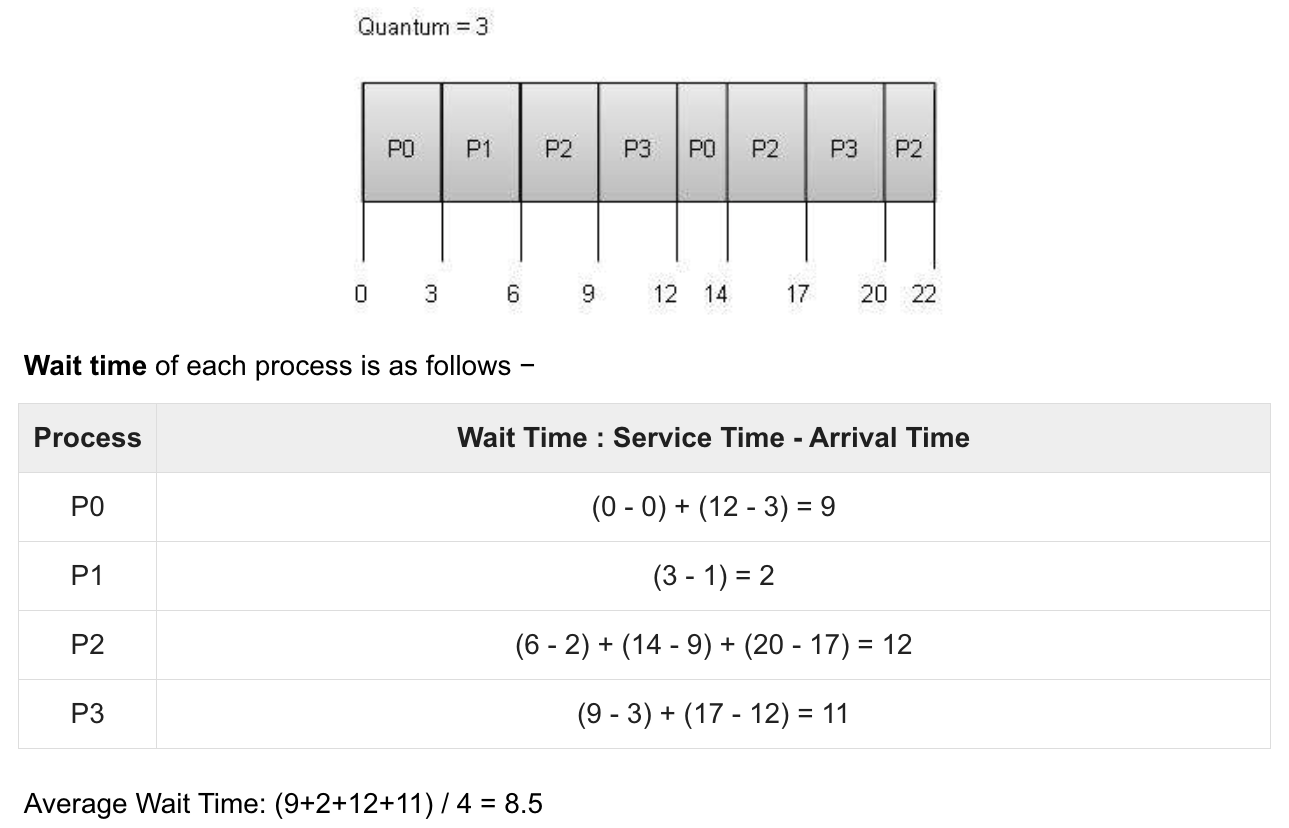 Quantum = 3
P0 P1 P2 P3 P0 P2 P3 P2
0 3 6 9 12 14 17 20 22
Wait time of each process is as follows −
Process Wait Time : Service Time - Arrival Time
P0 (0 - 0) + (12 - 3) = 9
P1 (3 - 1) = 2
P2 (6 - 2) + (14 - 9) + (20 - 17) = 12
P3 (9 - 3) + (17 - 12) = 11
Average Wait Time: (9+2+12+11) / 4 = 8.5